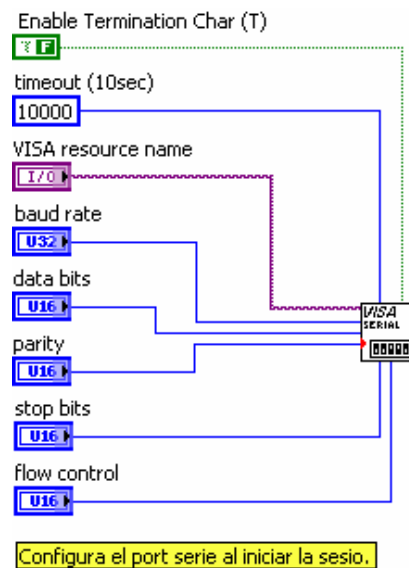 Enable Termination Char (T)
T F
timeout (10sec)
10000
VISA resource name
I/O
baud rate
U32
data bits
U16
VISA
SERIAL
parity
U16
stop bits
U16
flow control
U16
Configura el port serie al iniciar la sesio.